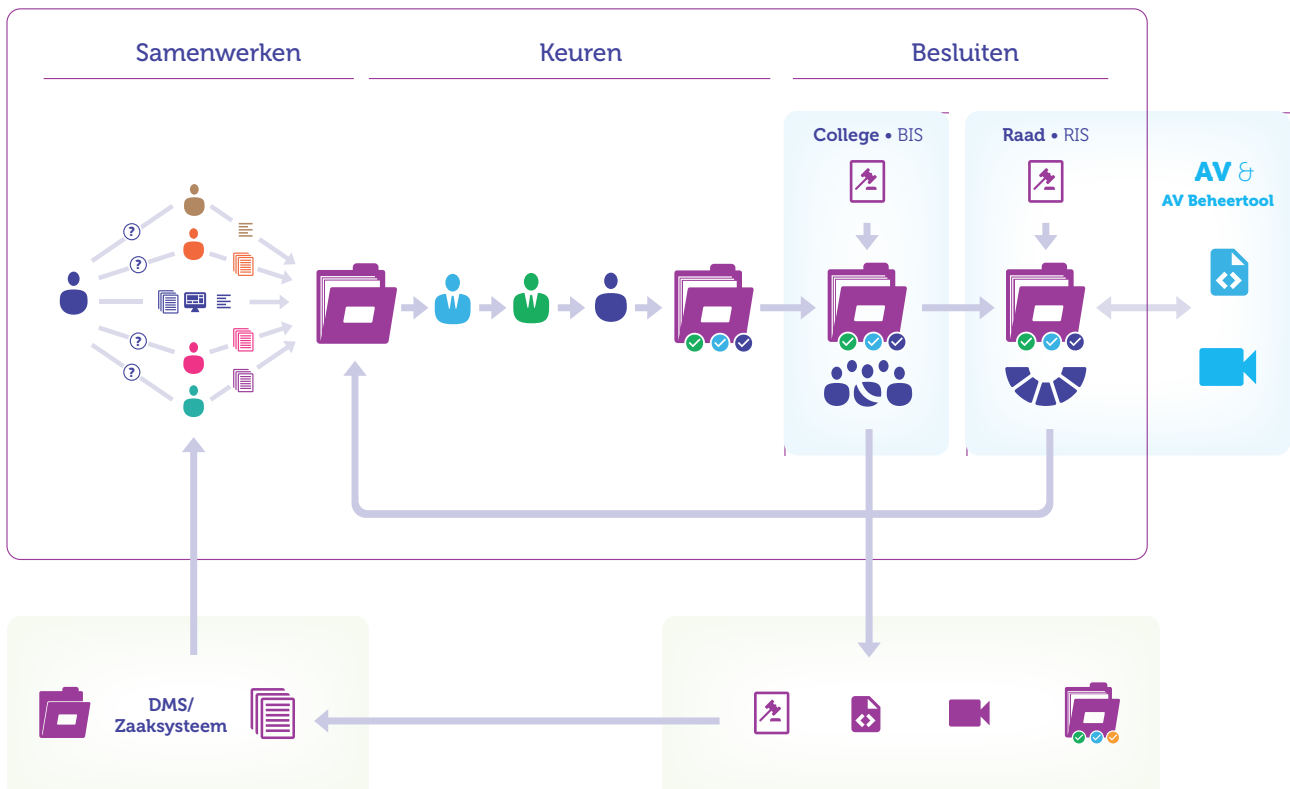 Samenwerken
Keuren
Besluiten
College • BIS
Raad • RIS
AV &
AV Beheertool
?
?
?
?
DMS/
Zaaksysteem